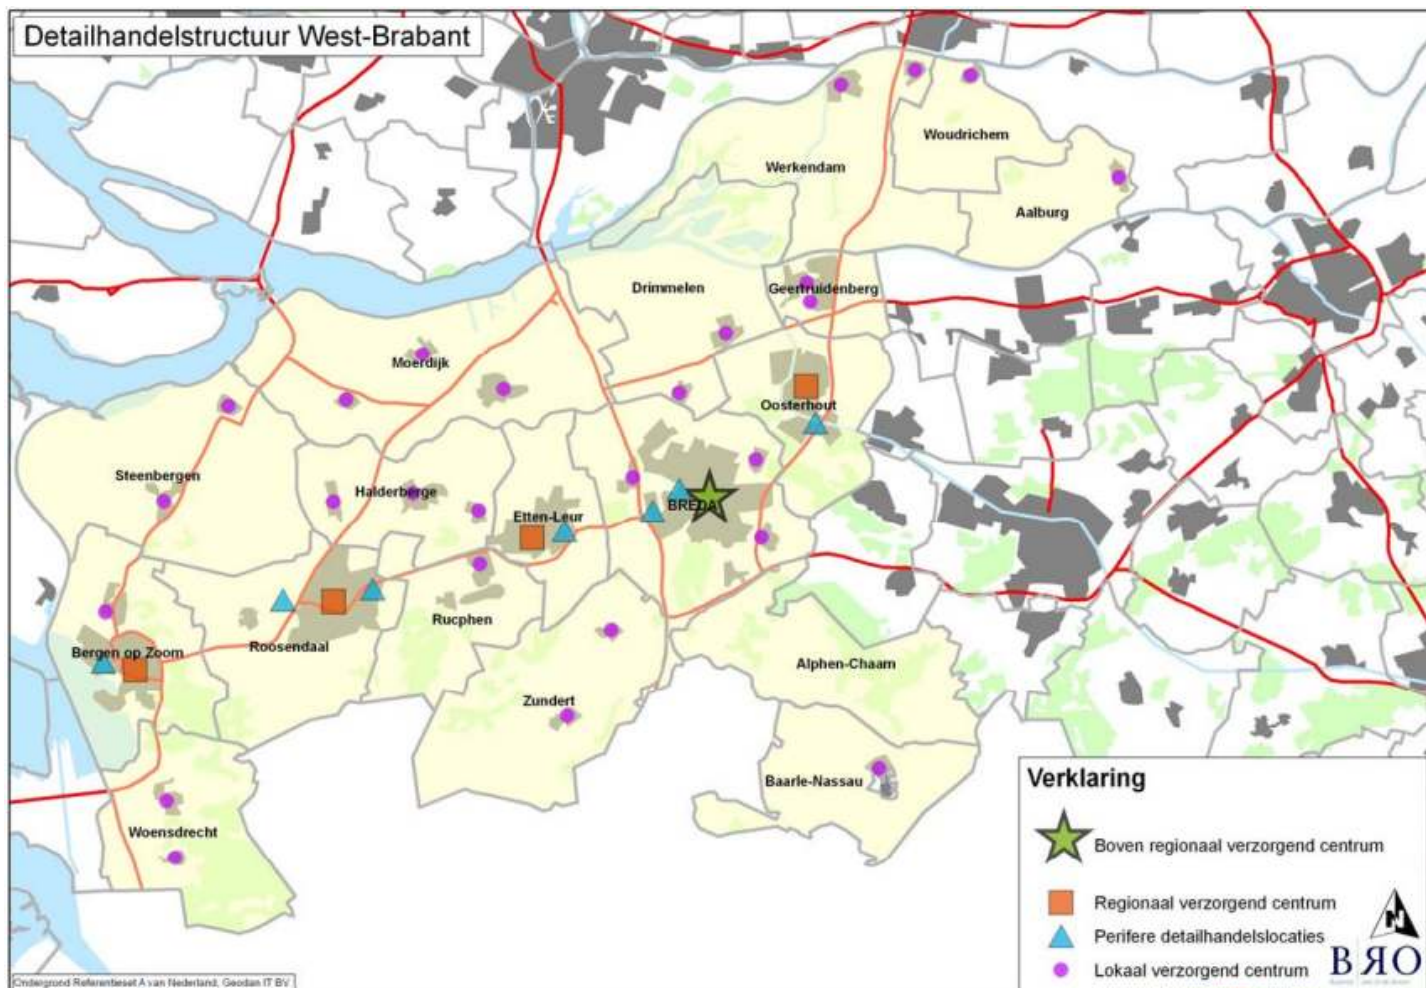 Detailhandelstructuur West-Brabant
Woudrichem
Werkendam
Aalburg
Drimmelen
Geertruidenberg
Moerdijk
Oosterhout
Steenbergen
Halderberge
BREDA
Etten-Leur
Rucphen
Roosendaal
Bergen op Zoom
Alphen-Chaam
Zundert
Baarle-Nassau
Woensdrecht
Verklaring
Boven regionaal verzorgend centrum
Regionaal verzorgend centrum
Perifere detailhandelslocaties
Lokaal verzorgend centrum
N
BRO
Ondergrond Referentieset van Nederland, Geodan IT BV